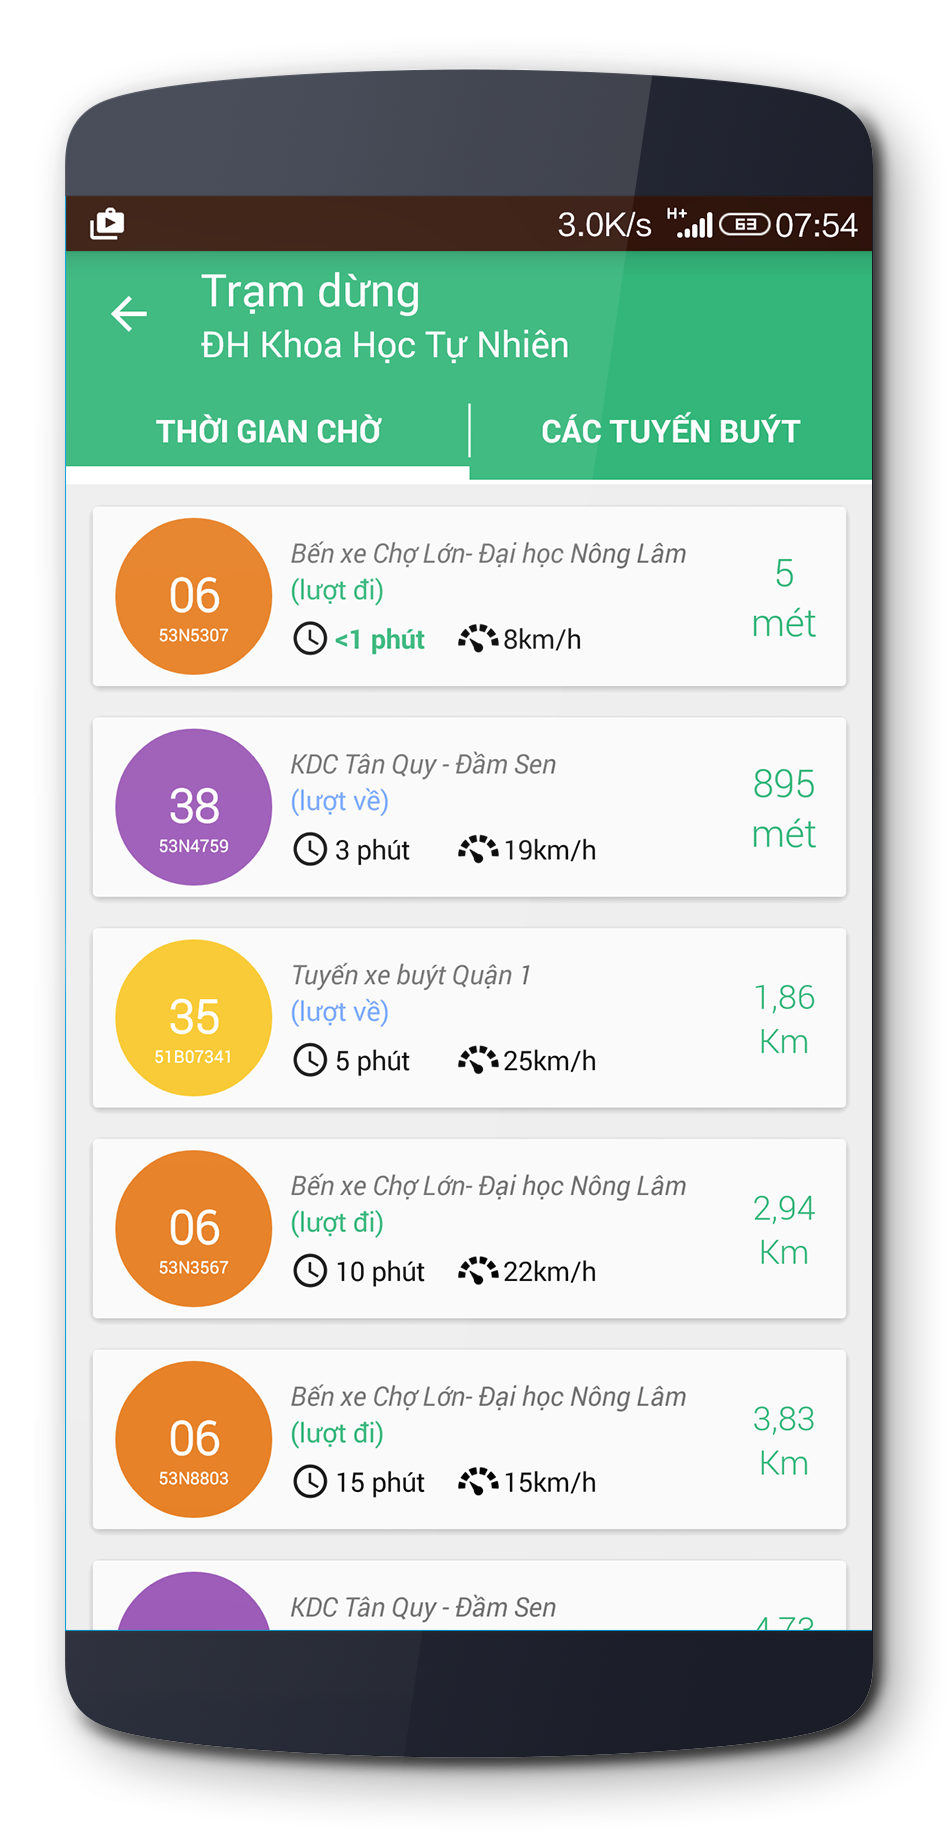 3.0K/s H+ 63 07:54
Trạm dừng
ĐH Khoa Học Tự Nhiên
THỜI GIAN CHỜ CÁC TUYẾN BUÝT
06
53N5307
Bến xe Chợ Lớn- Đại học Nông Lâm
(lượt đi)
<1 phút 8km/h
5
mét
38
53N4759
KDC Tân Quy - Đầm Sen
(lượt về)
3 phút 19km/h
895
mét
35
51B07341
Tuyến xe buýt Quận 1
(lượt về)
5 phút 25km/h
1,86
Km
06
53N3567
Bến xe Chợ Lớn- Đại học Nông Lâm
(lượt đi)
10 phút 22km/h
2,94
Km
06
53N8803
Bến xe Chợ Lớn- Đại học Nông Lâm
(lượt đi)
15 phút 15km/h
3,83
Km
KDC Tân Quy - Đầm Sen
4,73